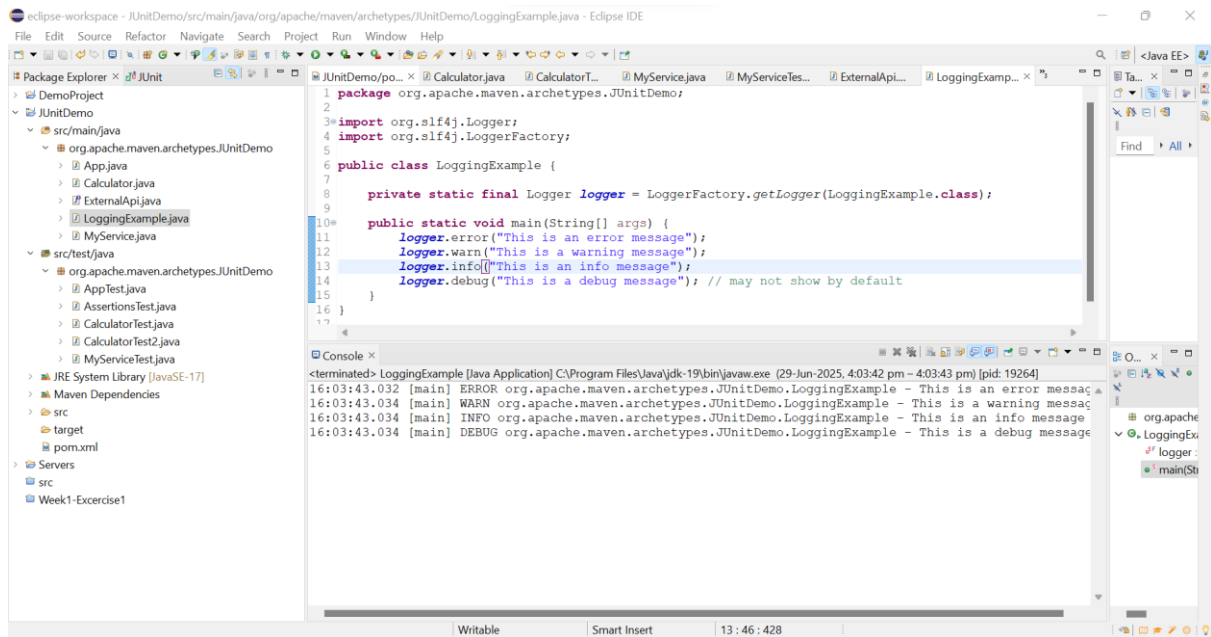 eclipse-workspace - JUnitDemo/src/main/java/org/apache/maven/archetypes/JUnitDemo/LoggingExample.java - Eclipse IDE
File Edit Source Refactor Navigate Search Project Run Window Help
<Java EE>
Package Explorer × JUnit
DemoProject
JUnitDemo
src/main/java
org.apache.maven.archetypes.JUnitDemo
App.java
Calculator.java
ExternalApi.java
LoggingExample.java
MyService.java
src/test/java
org.apache.maven.archetypes.JUnitDemo
AppTest.java
AssertionsTest.java
CalculatorTest.java
CalculatorTest2.java
MyServiceTest.java
JRE System Library [JavaSE-17]
Maven Dependencies
src
target
pom.xml
Servers
src
Week1-Excercise1
JUnitDemo/po... × Calculator.java CalculatorT... MyService.java MyServiceTes... ExternalApi.... LoggingExamp... ×
1 package org.apache.maven.archetypes.JUnitDemo;
2
3 import org.slf4j.Logger;
4 import org.slf4j.LoggerFactory;
5
6 public class LoggingExample {
7
8 private static final Logger logger = LoggerFactory.getLogger(LoggingExample.class);
9
10 public static void main(String[] args) {
11 logger.error("This is an error message");
12 logger.warn("This is a warning message");
13 logger.info("This is an info message");
14 logger.debug("This is a debug message"); // may not show by default
15 }
16 }
17
Console ×
<terminated> LoggingExample [Java Application] C:\Program Files\Java\jdk-19\bin\javaw.exe (29-Jun-2025, 4:03:42 pm – 4:03:43 pm) [pid: 19264]
16:03:43.032 [main] ERROR org.apache.maven.archetypes.JUnitDemo.LoggingExample - This is an error messag
16:03:43.034 [main] WARN org.apache.maven.archetypes.JUnitDemo.LoggingExample - This is a warning messag
16:03:43.034 [main] INFO org.apache.maven.archetypes.JUnitDemo.LoggingExample - This is an info message
16:03:43.034 [main] DEBUG org.apache.maven.archetypes.JUnitDemo.LoggingExample - This is a debug message
Ta... ×
Find All
O... ×
org.apache
LoggingExa
logger :
main(Stri
Writable Smart Insert 13 : 46 : 428